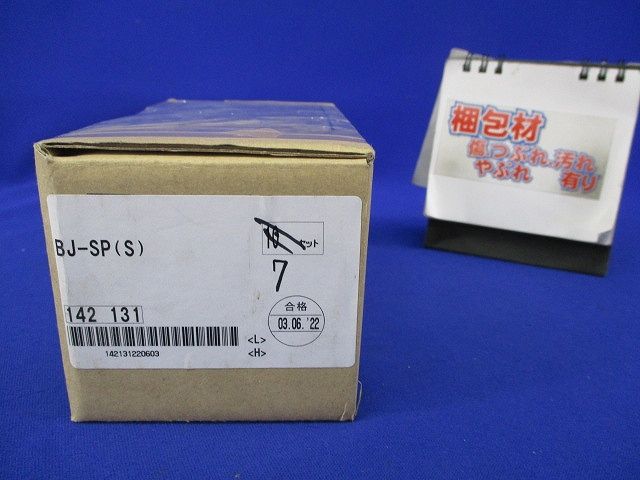 BJ-SP(S)
10 セット
7
142 131
合格
03.06.'22
142131220603
<L>
<H>
梱包材
傷、つぶれ、汚れ
やぶれ 有り